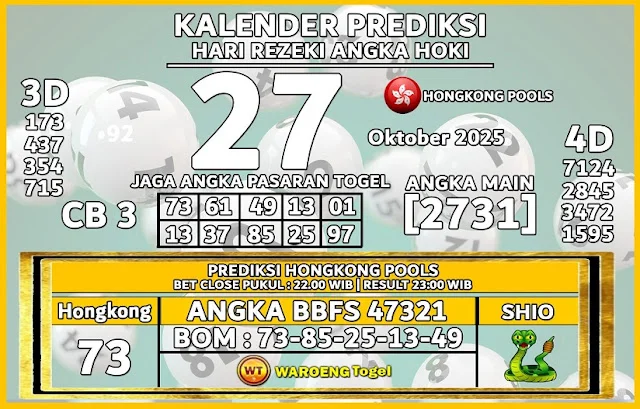 KALENDER PREDIKSI
HARI REZEKI ANGKA HOKI
3D
173
437
354
715
CB 3
27
HONGKONG POOLS
Oktober 2025
4D
7124
2845
3472
1595
JAGA ANGKA PASARAN TOGEL
73 61 49 13 01
13 37 85 25 97
ANGKA MAIN
[2731]
PREDIKSI HONGKONG POOLS
BET CLOSE PUKUL : 22.00 WIB | RESULT 23:00 WIB
Hongkong
73
ANGKA BBFS 47321
BOM : 73-85-25-13-49
WT WAROENG Togel
SHIO
4
92
2